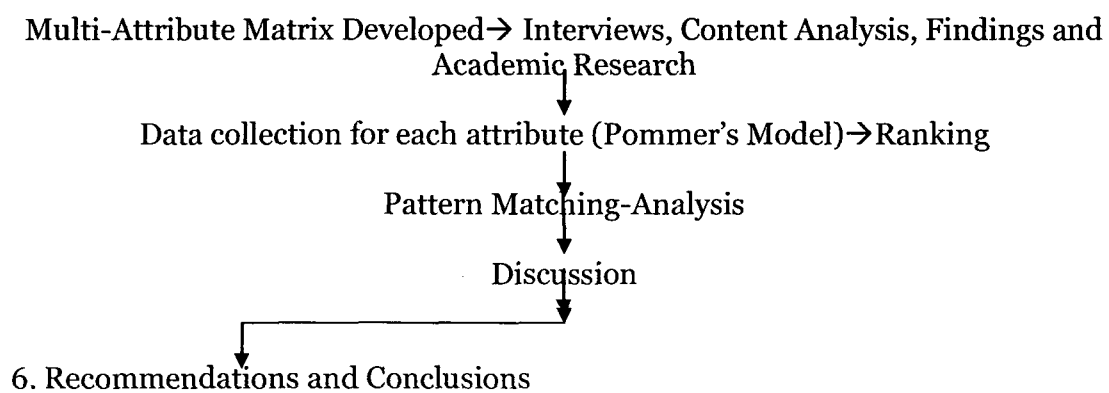 Multi-Attribute Matrix Developed→ Interviews, Content Analysis, Findings and
Academic Research
Data collection for each attribute (Pommer's Model)→Ranking
Pattern Matching-Analysis
Discussion
6. Recommendations and Conclusions